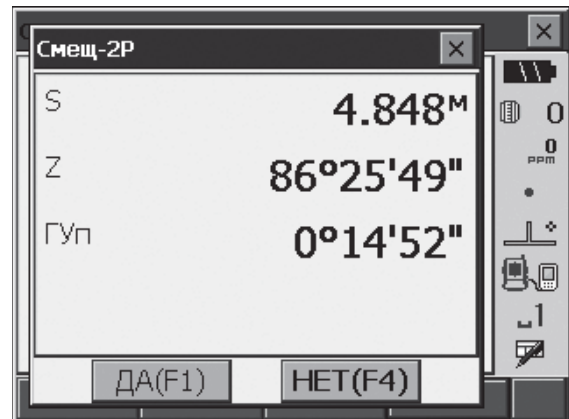 Смещ-2Р
S 4.848м
Z 86°25'49"
ГУп 0°14'52"
ДА(F1) НЕТ(F4)
0
0
ppm
1